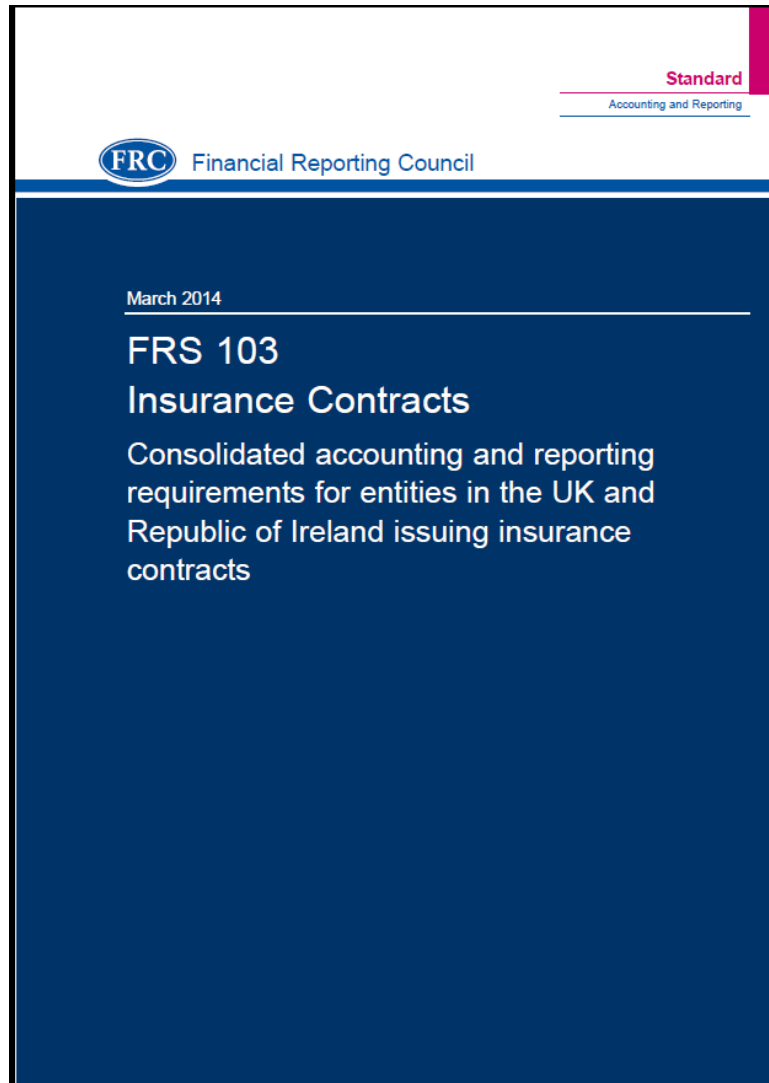 Standard
Accounting and Reporting
FRC Financial Reporting Council
March 2014
FRS 103
Insurance Contracts
Consolidated accounting and reporting
requirements for entities in the UK and
Republic of Ireland issuing insurance
contracts